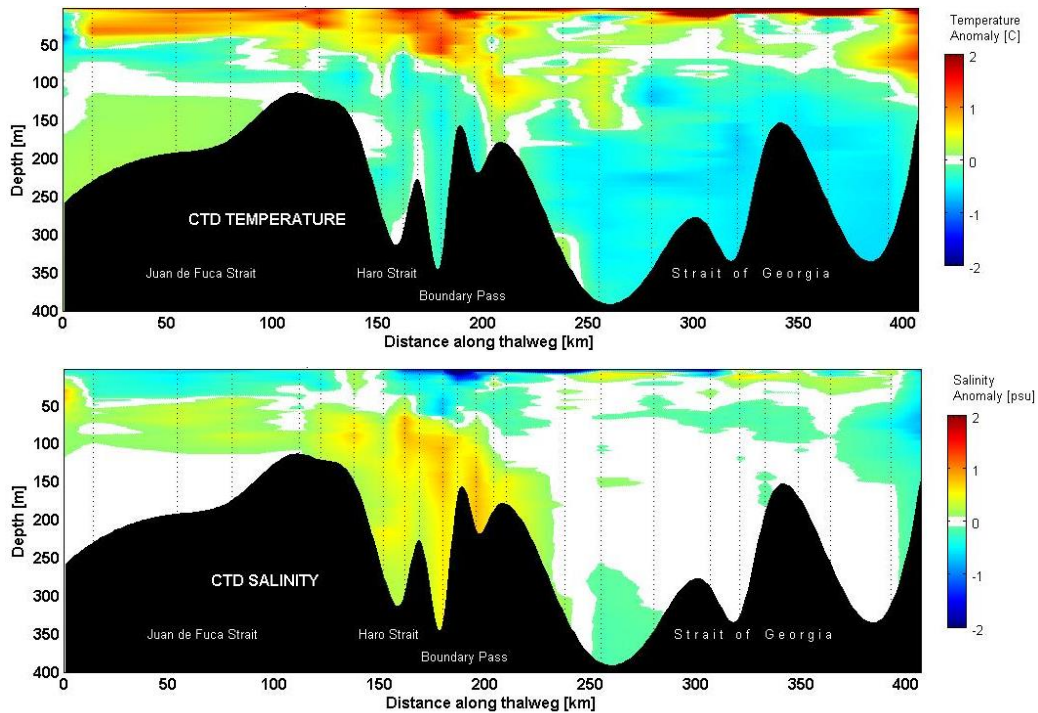 Temperature
Anomaly [C]
50
100
150
200
250
300
350
400
Depth [m]
CTD TEMPERATURE
Juan de Fuca Strait
Haro Strait
Strait of Georgia
Boundary Pass
0
50
100
150
200
250
300
350
400
Distance along thalweg [km]
2
1
0
-1
-2
Salinity
Anomaly [psu]
50
100
150
200
250
300
350
400
Depth [m]
CTD SALINITY
Juan de Fuca Strait
Haro Strait
Strait of Georgia
Boundary Pass
0
50
100
150
200
250
300
350
400
Distance along thalweg [km]
2
1
0
-1
-2